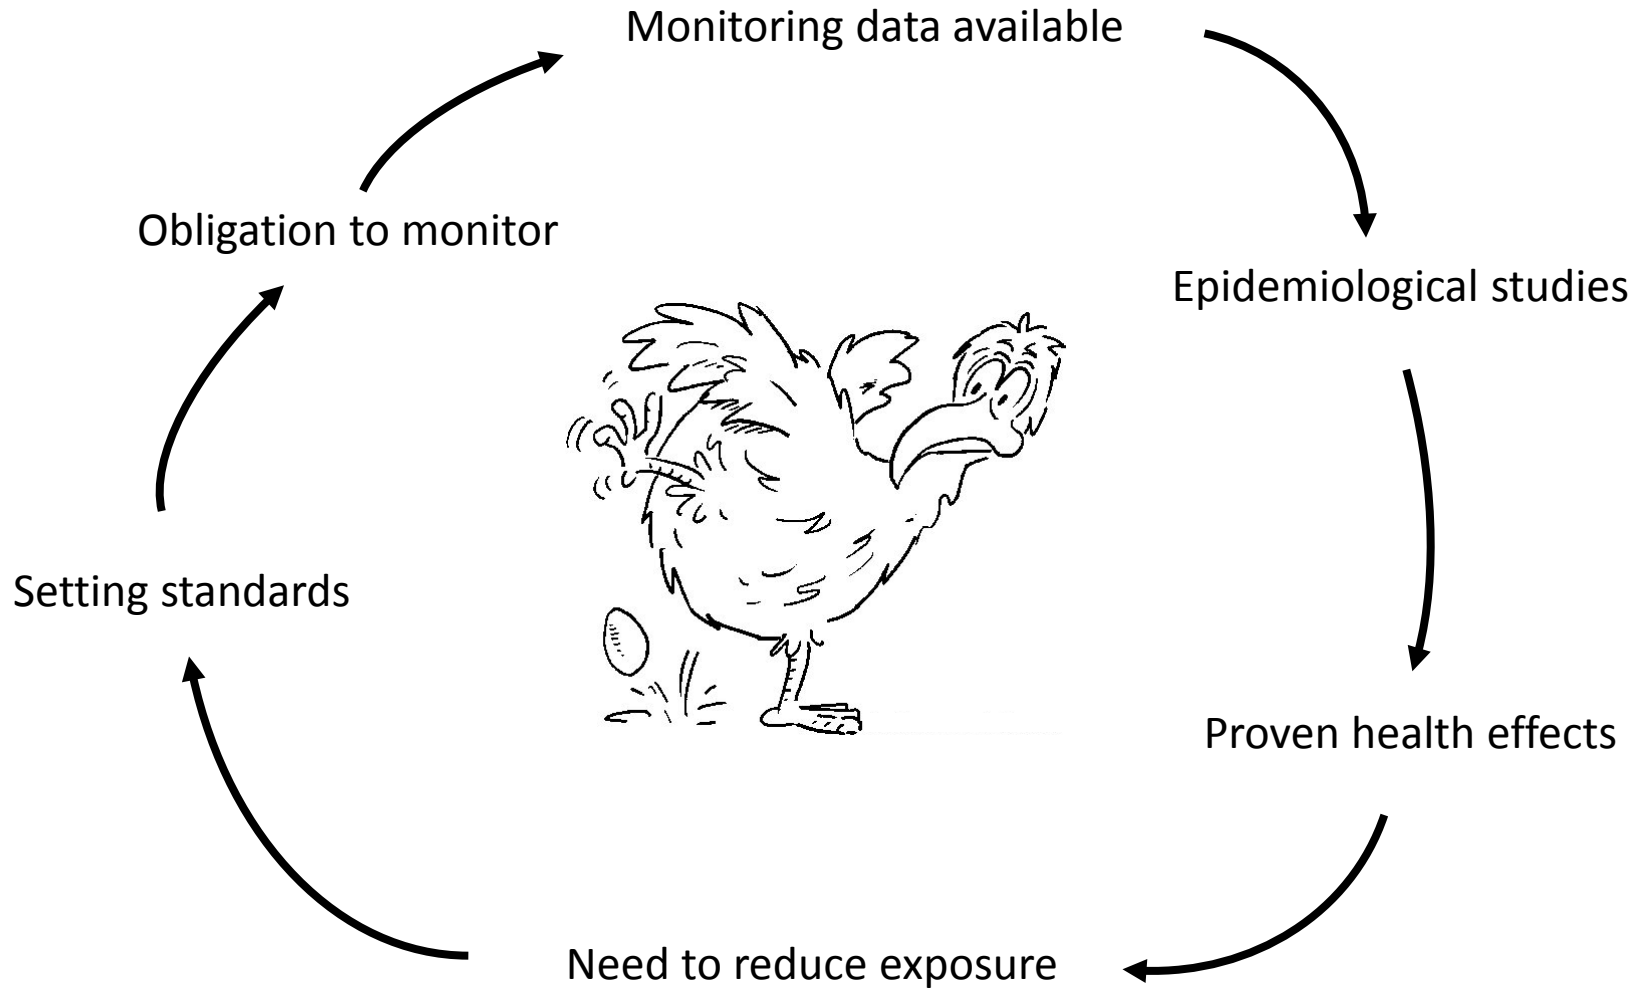 Monitoring data available
Obligation to monitor
Epidemiological studies
Setting standards
Proven health effects
Need to reduce exposure